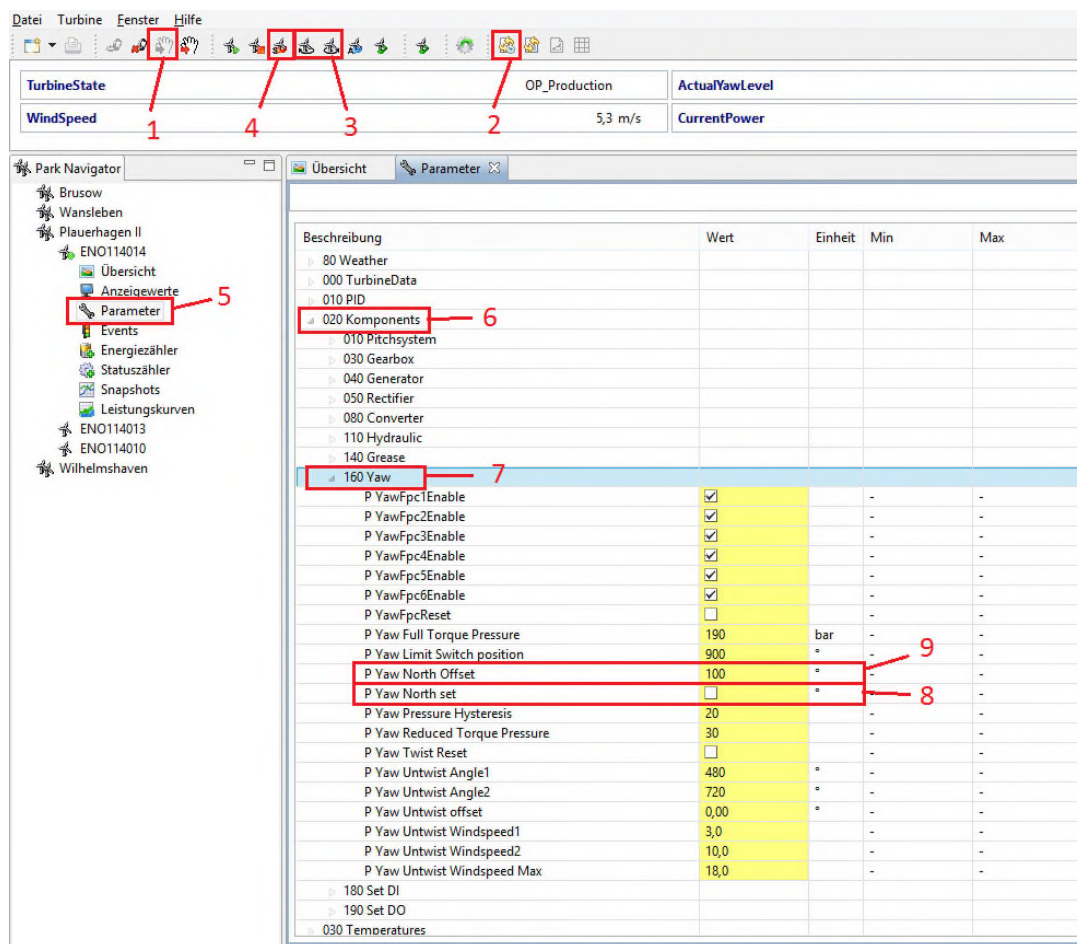 Datei Turbine Fenster Hilfe
TurbineState OP_Production ActualYawLevel
WindSpeed 5,3 m/s CurrentPower
1 4 3 2
Park Navigator
Brusow
Wansleben
Plauerhagen II
ENO114014
Übersicht
Anzeigewerte
Parameter 5
Events
Energiezähler
Statuszähler
Snapshots
Leistungskurven
ENO114013
ENO114010
Wilhelmshaven
Übersicht Parameter
Beschreibung Wert Einheit Min Max
80 Weather
000 TurbineData
010 PID
020 Komponents 6
010 Pitchsystem
030 Gearbox
040 Generator
050 Rectifier
080 Converter
110 Hydraulic
140 Grease
160 Yaw 7
P YawFpc1Enable - -
P YawFpc2Enable - -
P YawFpc3Enable - -
P YawFpc4Enable - -
P YawFpc5Enable - -
P YawFpc6Enable - -
P YawFpcReset - -
P Yaw Full Torque Pressure 190 bar - -
P Yaw Limit Switch position 900 ° - -
P Yaw North Offset 100 ° - - 9
P Yaw North set ° - - 8
P Yaw Pressure Hysteresis 20 - -
P Yaw Reduced Torque Pressure 30 - -
P Yaw Twist Reset - -
P Yaw Untwist Angle1 480 ° - -
P Yaw Untwist Angle2 720 ° - -
P Yaw Untwist offset 0,00 ° - -
P Yaw Untwist Windspeed1 3,0 - -
P Yaw Untwist Windspeed2 10,0 - -
P Yaw Untwist Windspeed Max 18,0 - -
180 Set DI
190 Set DO
030 Temperatures